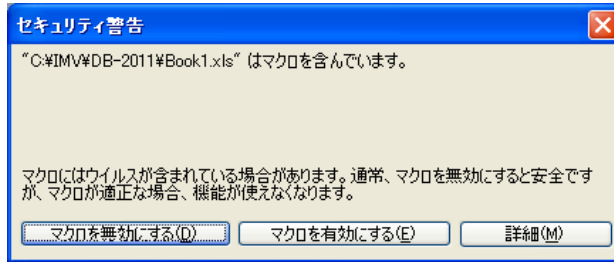 セキュリティ警告
"C:¥IMV¥DB-2011¥Book1.xls" はマクロを含んでいます。
マクロにはウイルスが含まれている場合があります。通常、マクロを無効にすると安全です
が、マクロが適正な場合、機能が使えなくなります。
マクロを無効にする(D) マクロを有効にする(E) 詳細(M)